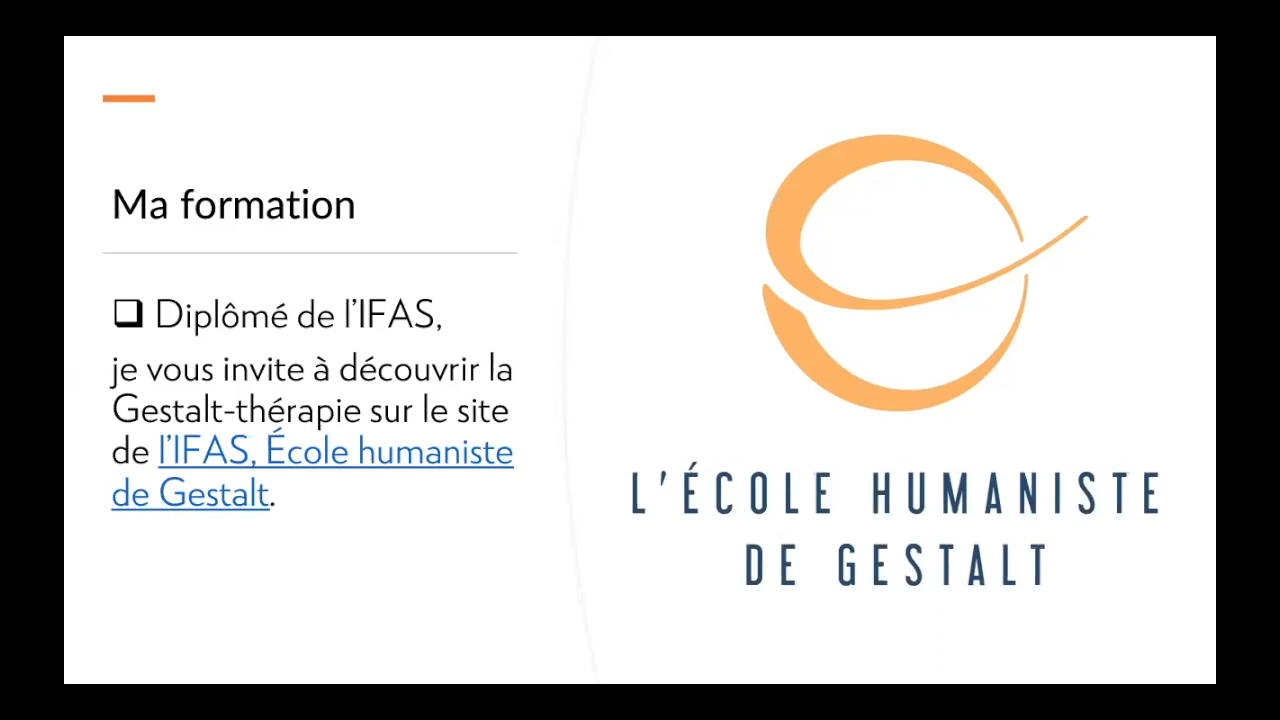 Ma formation
❑ Diplômé de l’IFAS,
je vous invite à découvrir la
Gestalt-thérapie sur le site
de l’IFAS, École humaniste
de Gestalt.
L’ÉCOLE HUMANISTE
DE GESTALT